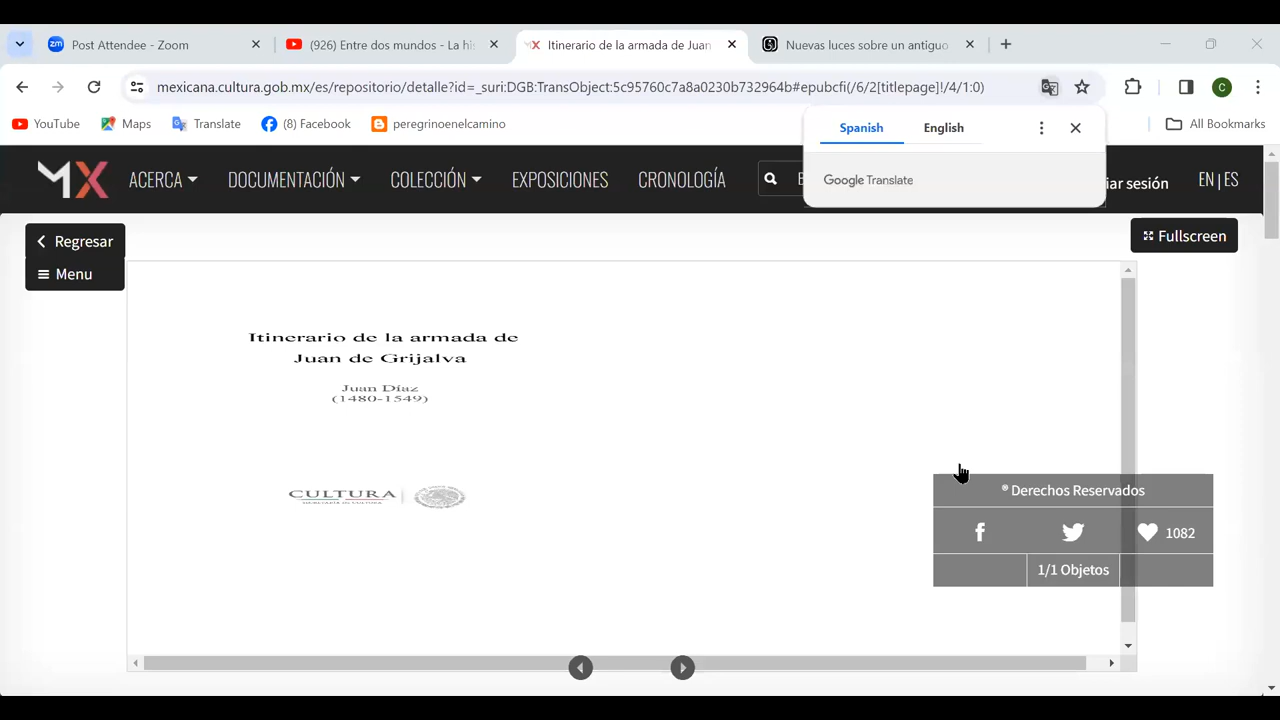 Post Attendee - Zoom
(926) Entre dos mundos - La his
Itinerario de la armada de Juan
Nuevas luces sobre un antiguo
mexicana.cultura.gob.mx/es/repositorio/detalle?id=_suri:DGB:TransObject:5c95760c7a8a0230b732964b#epubcfi(/6/2[titlepage]!/4/1:0)
YouTube
Maps
Translate
(8) Facebook
peregrinoenelcamino
All Bookmarks
Spanish
English
Google Translate
MX
ACERCA
DOCUMENTACIÓN
COLECCIÓN
EXPOSICIONES
CRONOLOGÍA
iar sesión
EN | ES
Regresar
Menu
Fullscreen
Itinerario de la armada de
Juan de Grijalva
Juan Díaz
(1480-1549)
CULTURA
® Derechos Reservados
1082
1/1 Objetos